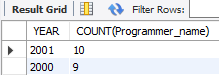 Result Grid Filter Rows:
YEAR COUNT(Programmer_name)
2001 10
2000 9